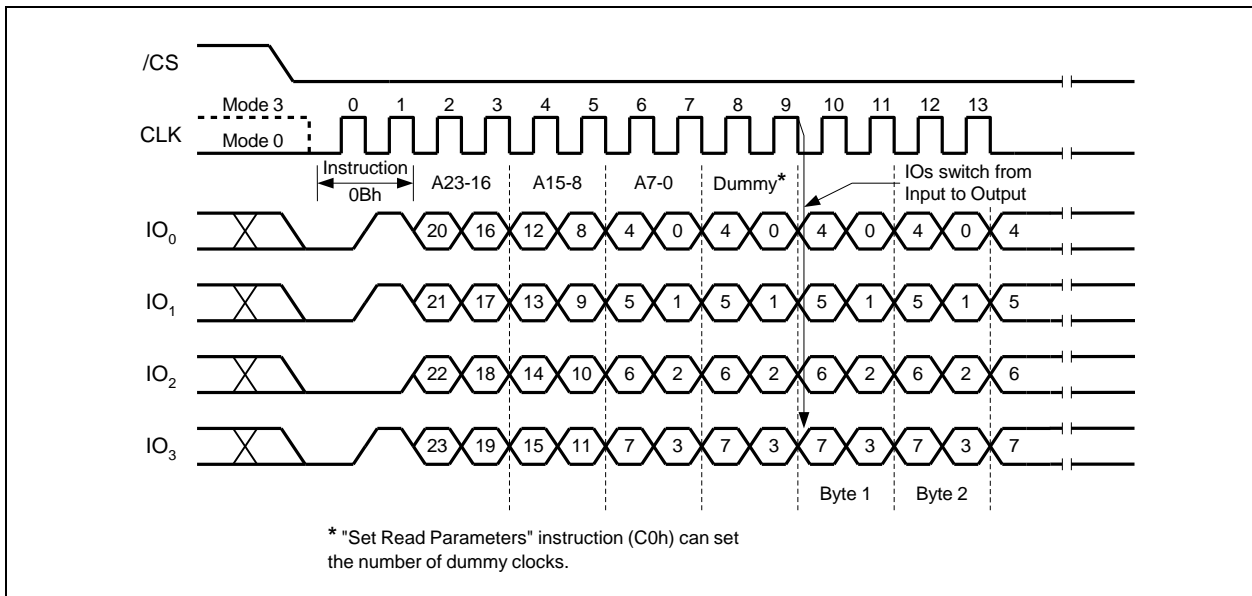 /CS
Mode 3 0 1 2 3 4 5 6 7 8 9 10 11 12 13
CLK
Mode 0
Instruction
0Bh
A23-16 A15-8 A7-0 Dummy*
IOs switch from
Input to Output
IO0 20 16 12 8 4 0 4 0 4 0 4 0 4
IO1 21 17 13 9 5 1 5 1 5 1 5 1 5
IO2 22 18 14 10 6 2 6 2 6 2 6 2 6
IO3 23 19 15 11 7 3 7 3 7 3 7 3 7
Byte 1 Byte 2
* "Set Read Parameters" instruction (C0h) can set
the number of dummy clocks.